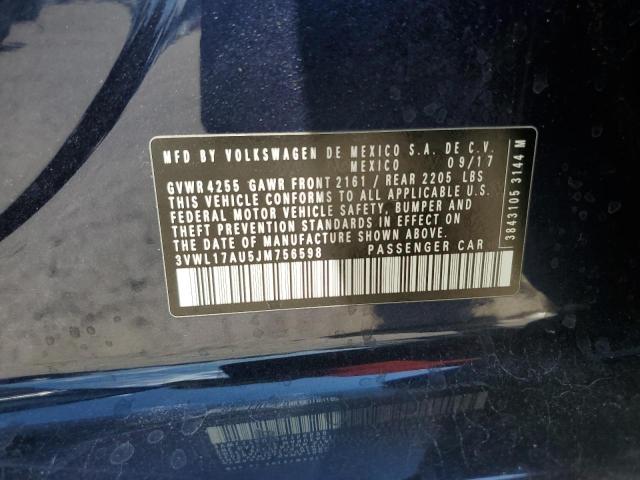 MFD BY VOLKSWAGEN DE MEXICO S.A. DE C.V.
MEXICO 09/17
GVWR 4255 GAWR FRONT 2161 / REAR 2205 LBS
THIS VEHICLE CONFORMS TO ALL APPLICABLE U.S.
FEDERAL MOTOR VEHICLE SAFETY, BUMPER AND
THEFT PREVENTION STANDARDS IN EFFECT ON
THE DATE OF MANUFACTURE SHOWN ABOVE.
3VWL17AU5JM756598 PASSENGER CAR
38431105 3144 M